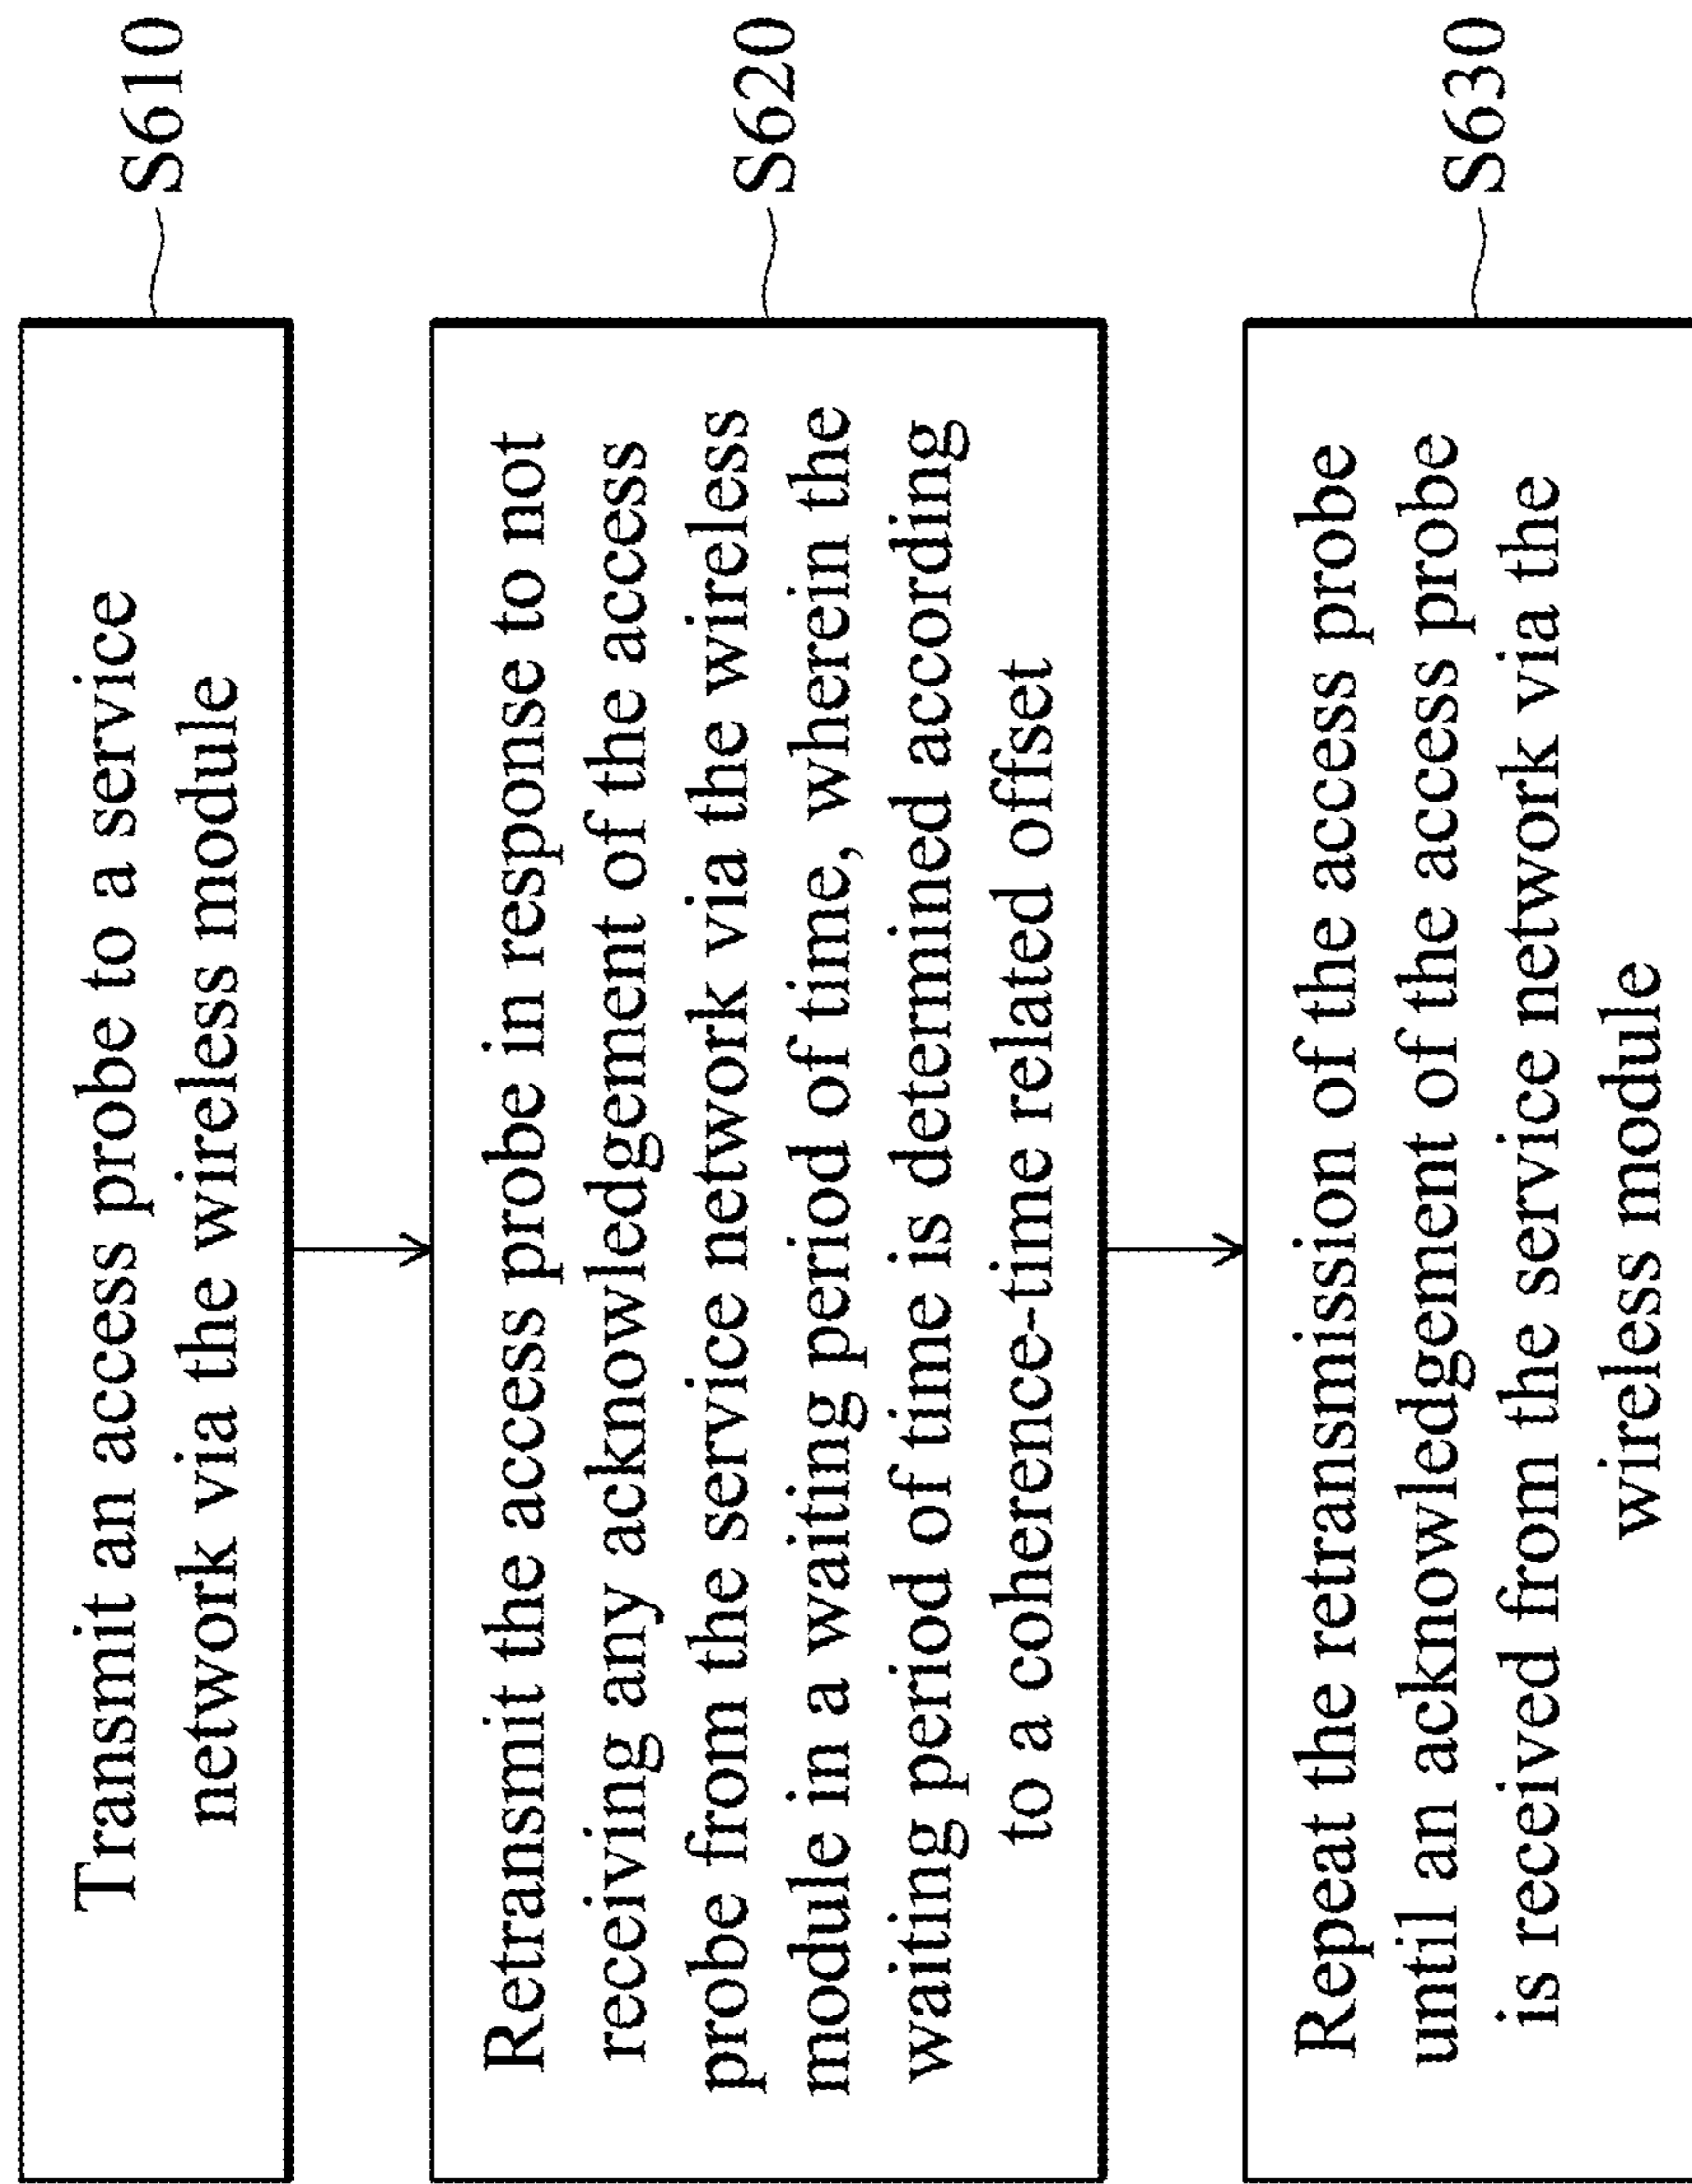 Transmit an access probe to a service
network via the wireless module
S610
Retransmit the access probe in response to not
receiving any acknowledgement of the access
probe from the service network via the wireless
module in a waiting period of time, wherein the
waiting period of time is determined according
to a coherence-time related offset
S620
Repeat the retransmission of the access probe
until an acknowledgement of the access probe
is received from the service network via the
wireless module
S630